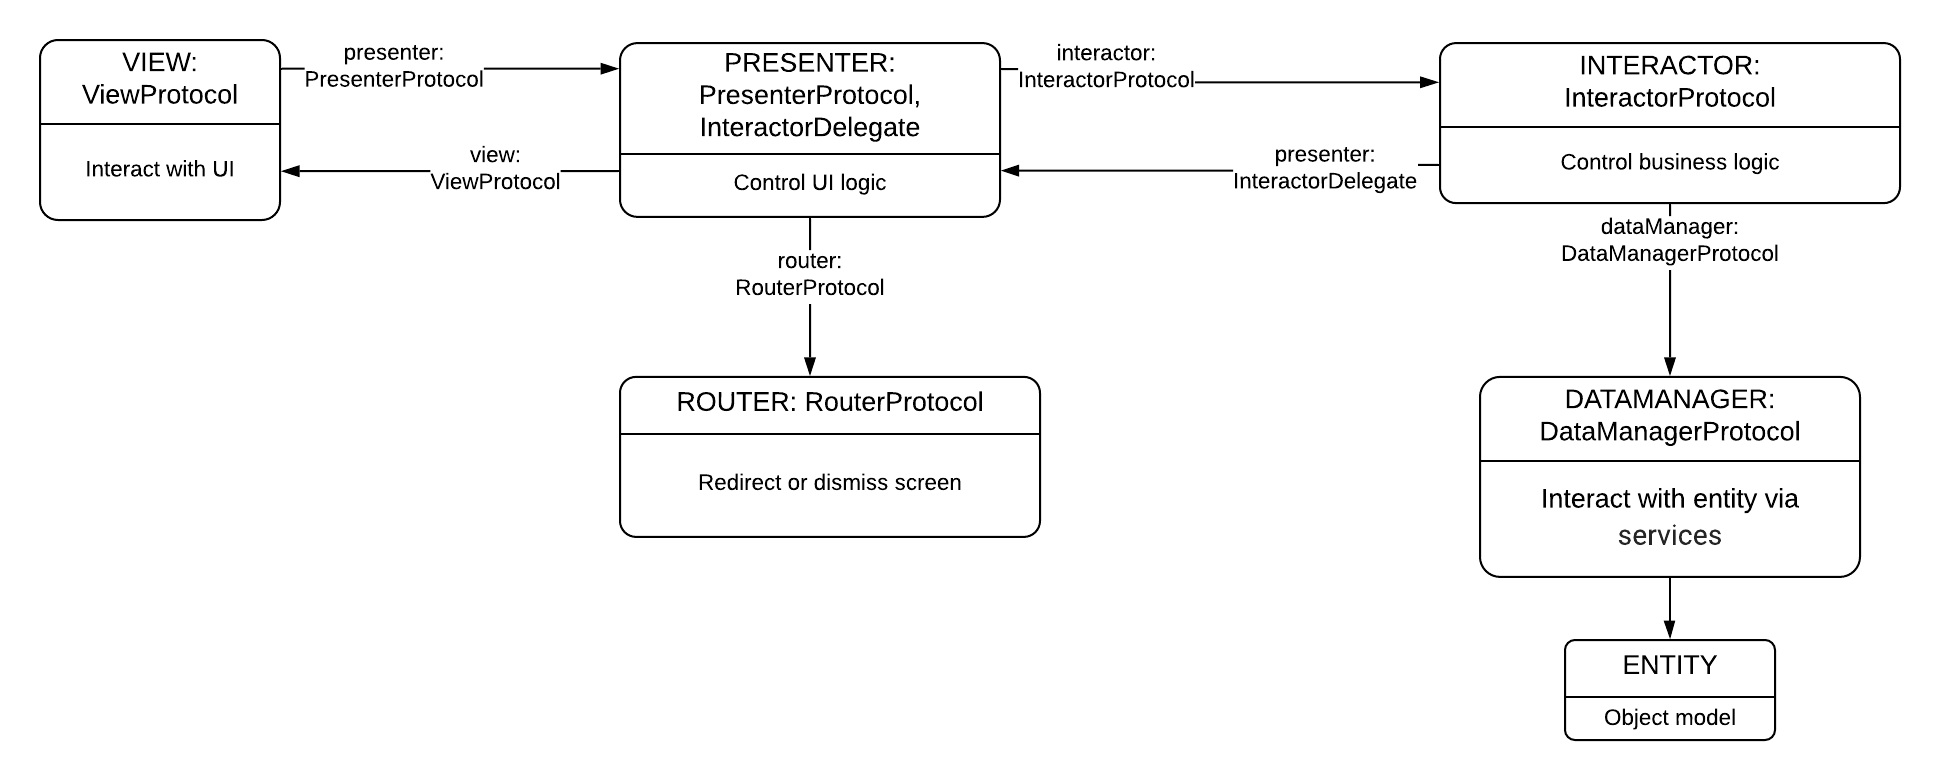 VIEW:
ViewProtocol
Interact with UI
presenter:
PresenterProtocol
view:
ViewProtocol
PRESENTER:
PresenterProtocol,
InteractorDelegate
Control UI logic
interactor:
InteractorProtocol
presenter:
InteractorDelegate
INTERACTOR:
InteractorProtocol
Control business logic
router:
RouterProtocol
dataManager:
DataManagerProtocol
ROUTER: RouterProtocol
Redirect or dismiss screen
DATAMANAGER:
DataManagerProtocol
Interact with entity via
services
ENTITY
Object model